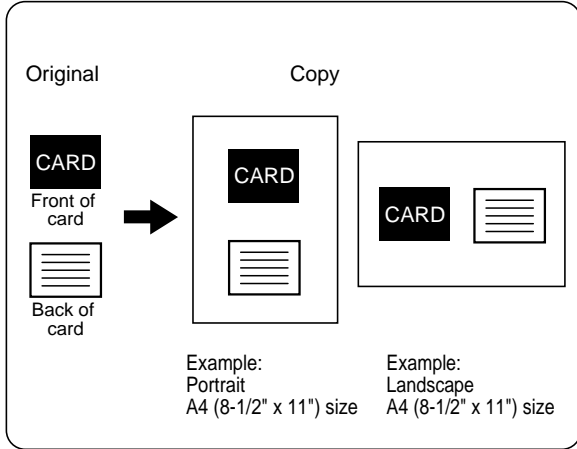 Original
Copy
CARD
Front of
card
Back of
card
CARD
CARD
Example:
Portrait
A4 (8-1/2" x 11") size
Example:
Landscape
A4 (8-1/2" x 11") size